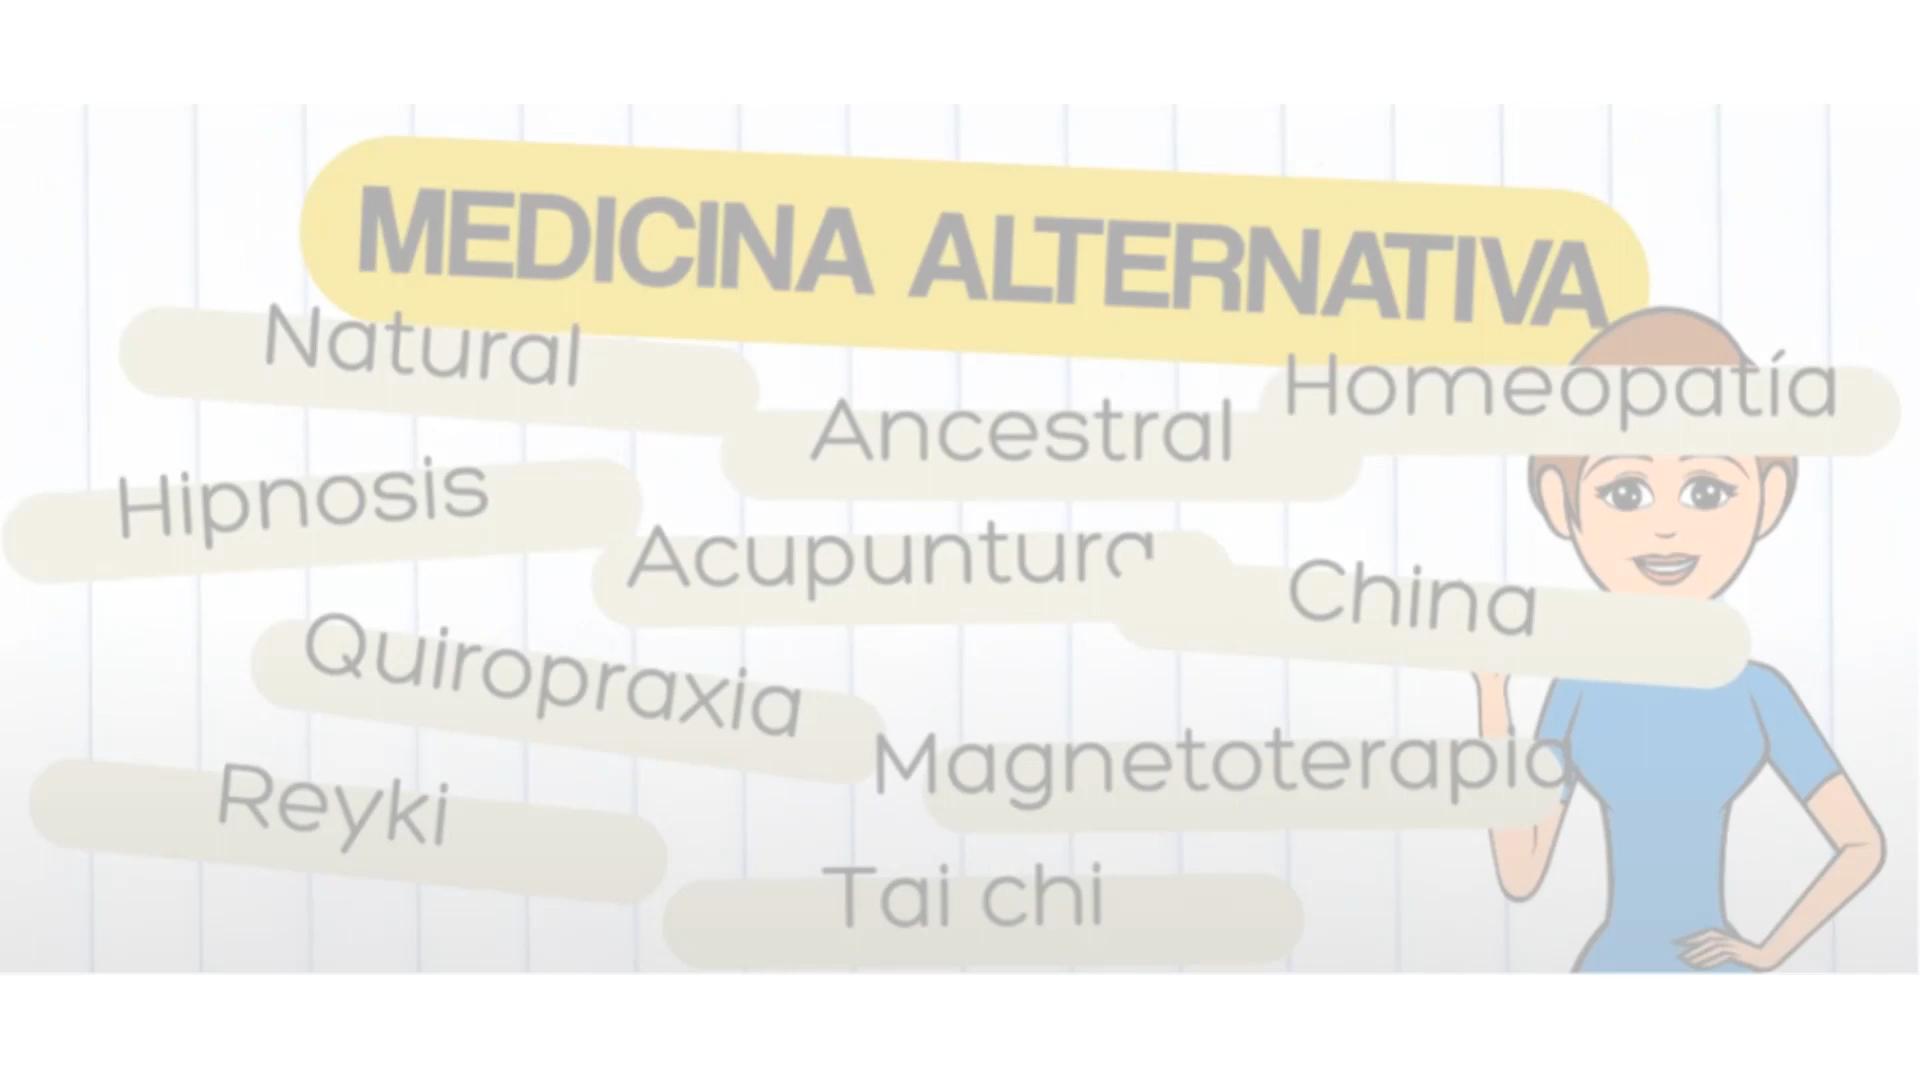 MEDICINA ALTERNATIVA
Natural
Homeopatía
Ancestral
Hipnosis
Acupuntura
China
Quiropraxia
Magnetoterapia
Reyki
Tai chi